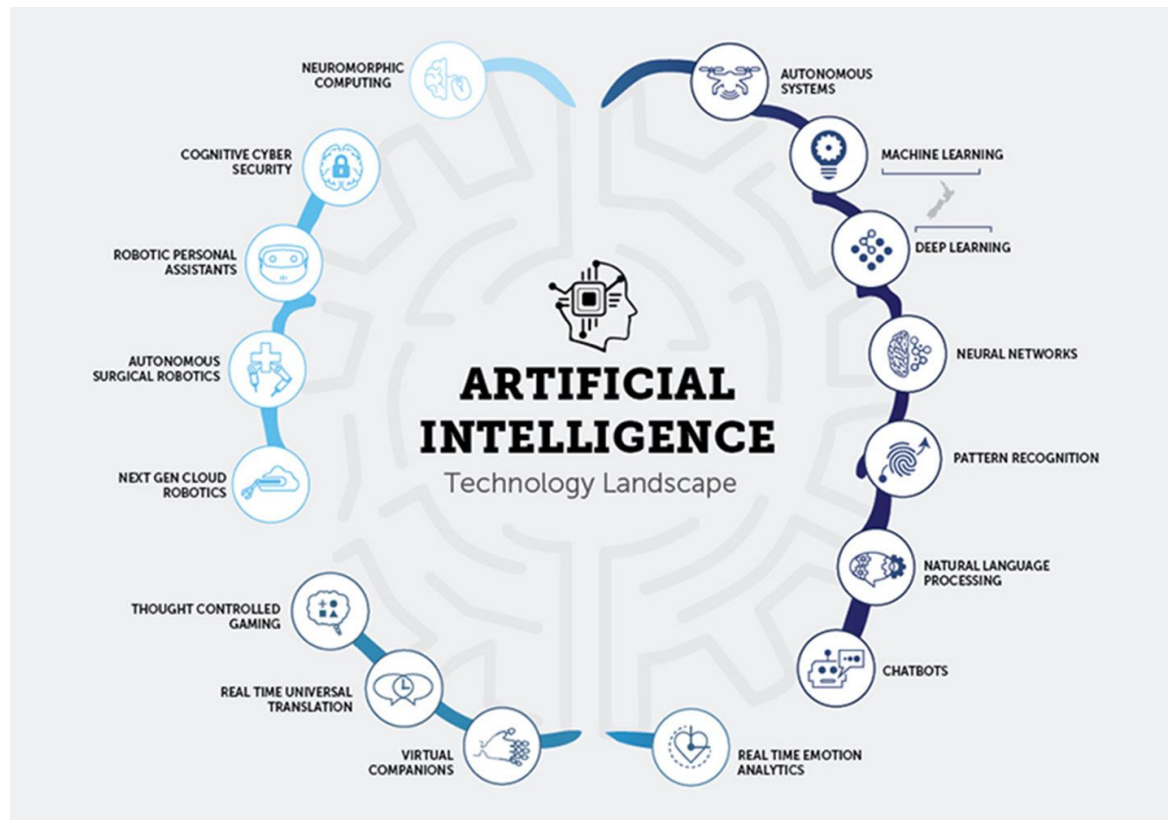 ARTIFICIAL
INTELLIGENCE
Technology Landscape
AUTONOMOUS
SYSTEMS
MACHINE LEARNING
DEEP LEARNING
NEURAL NETWORKS
PATTERN RECOGNITION
NATURAL LANGUAGE
PROCESSING
CHATBOTS
REAL TIME EMOTION
ANALYTICS
VIRTUAL
COMPANIONS
REAL TIME UNIVERSAL
TRANSLATION
THOUGHT CONTROLLED
GAMING
NEXT GEN CLOUD
ROBOTICS
AUTONOMOUS
SURGICAL ROBOTICS
ROBOTIC PERSONAL
ASSISTANTS
COGNITIVE CYBER
SECURITY
NEUROMORPHIC
COMPUTING